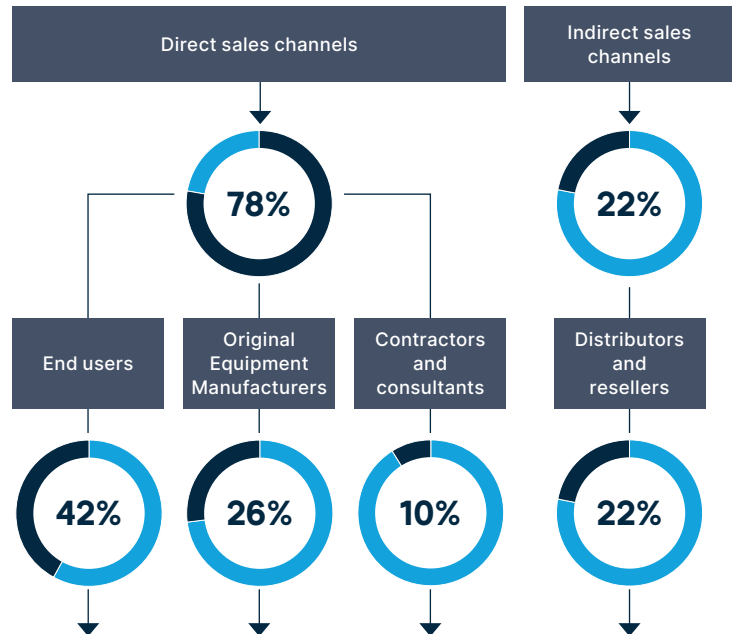 Direct sales channels
Indirect sales
channels
78%
22%
End users
Original
Equipment
Manufacturers
Contractors
and
consultants
Distributors
and
resellers
42%
26%
10%
22%